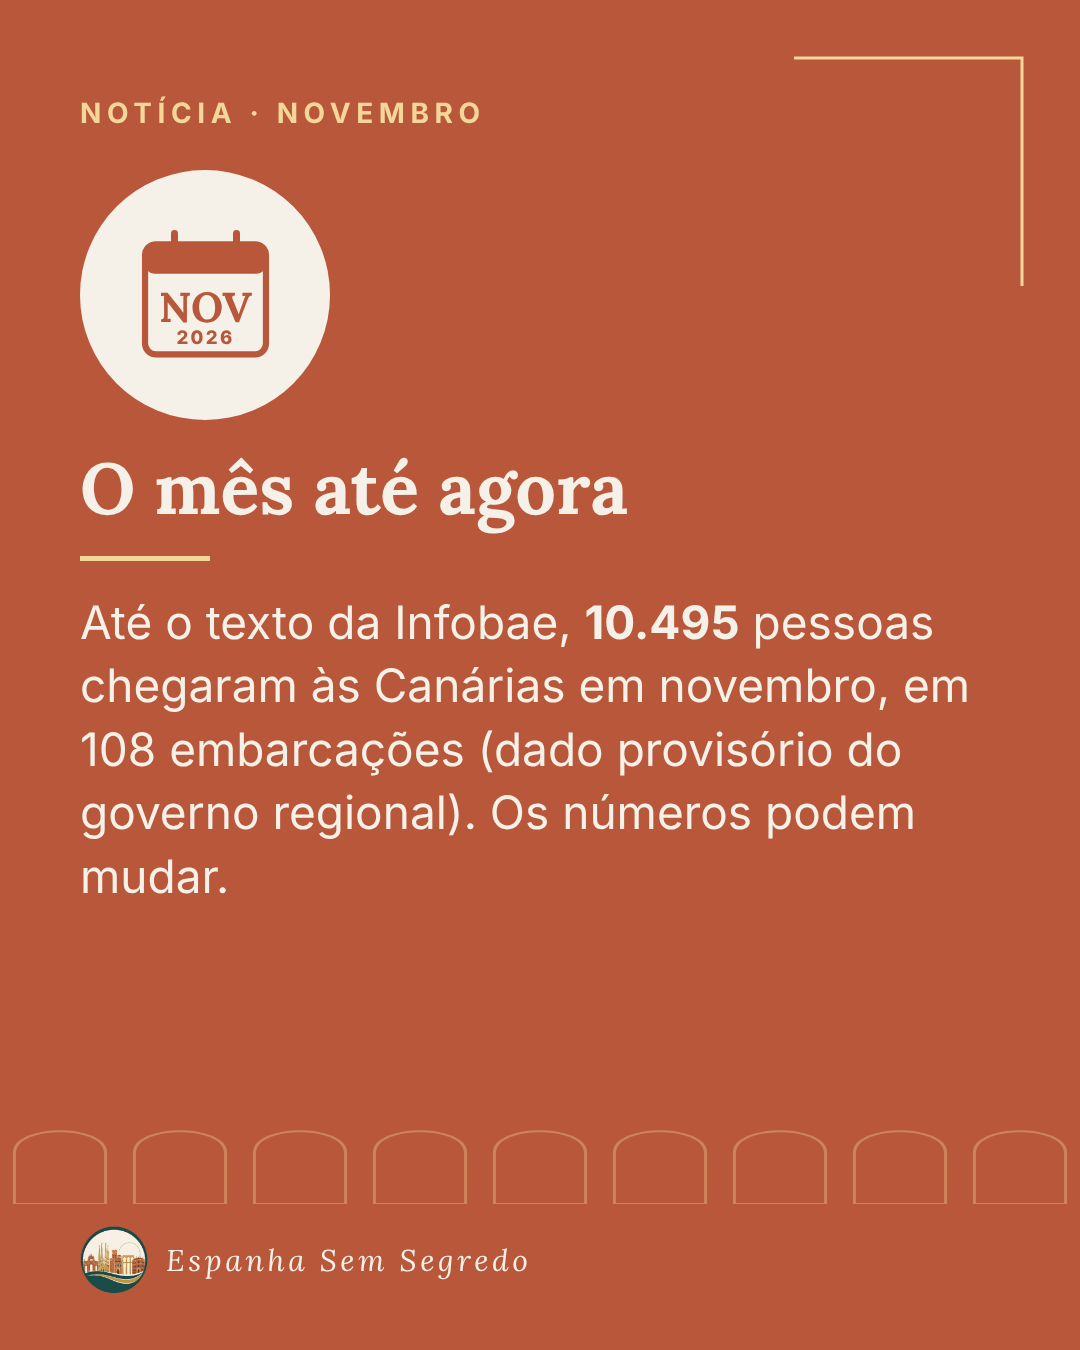 NOTÍCIA · NOVEMBRO
NOV
2026
O mês até agora
Até o texto da Infobae, 10.495 pessoas
chegaram às Canárias em novembro, em
108 embarcações (dado provisório do
governo regional). Os números podem
mudar.
Espanha Sem Segredo